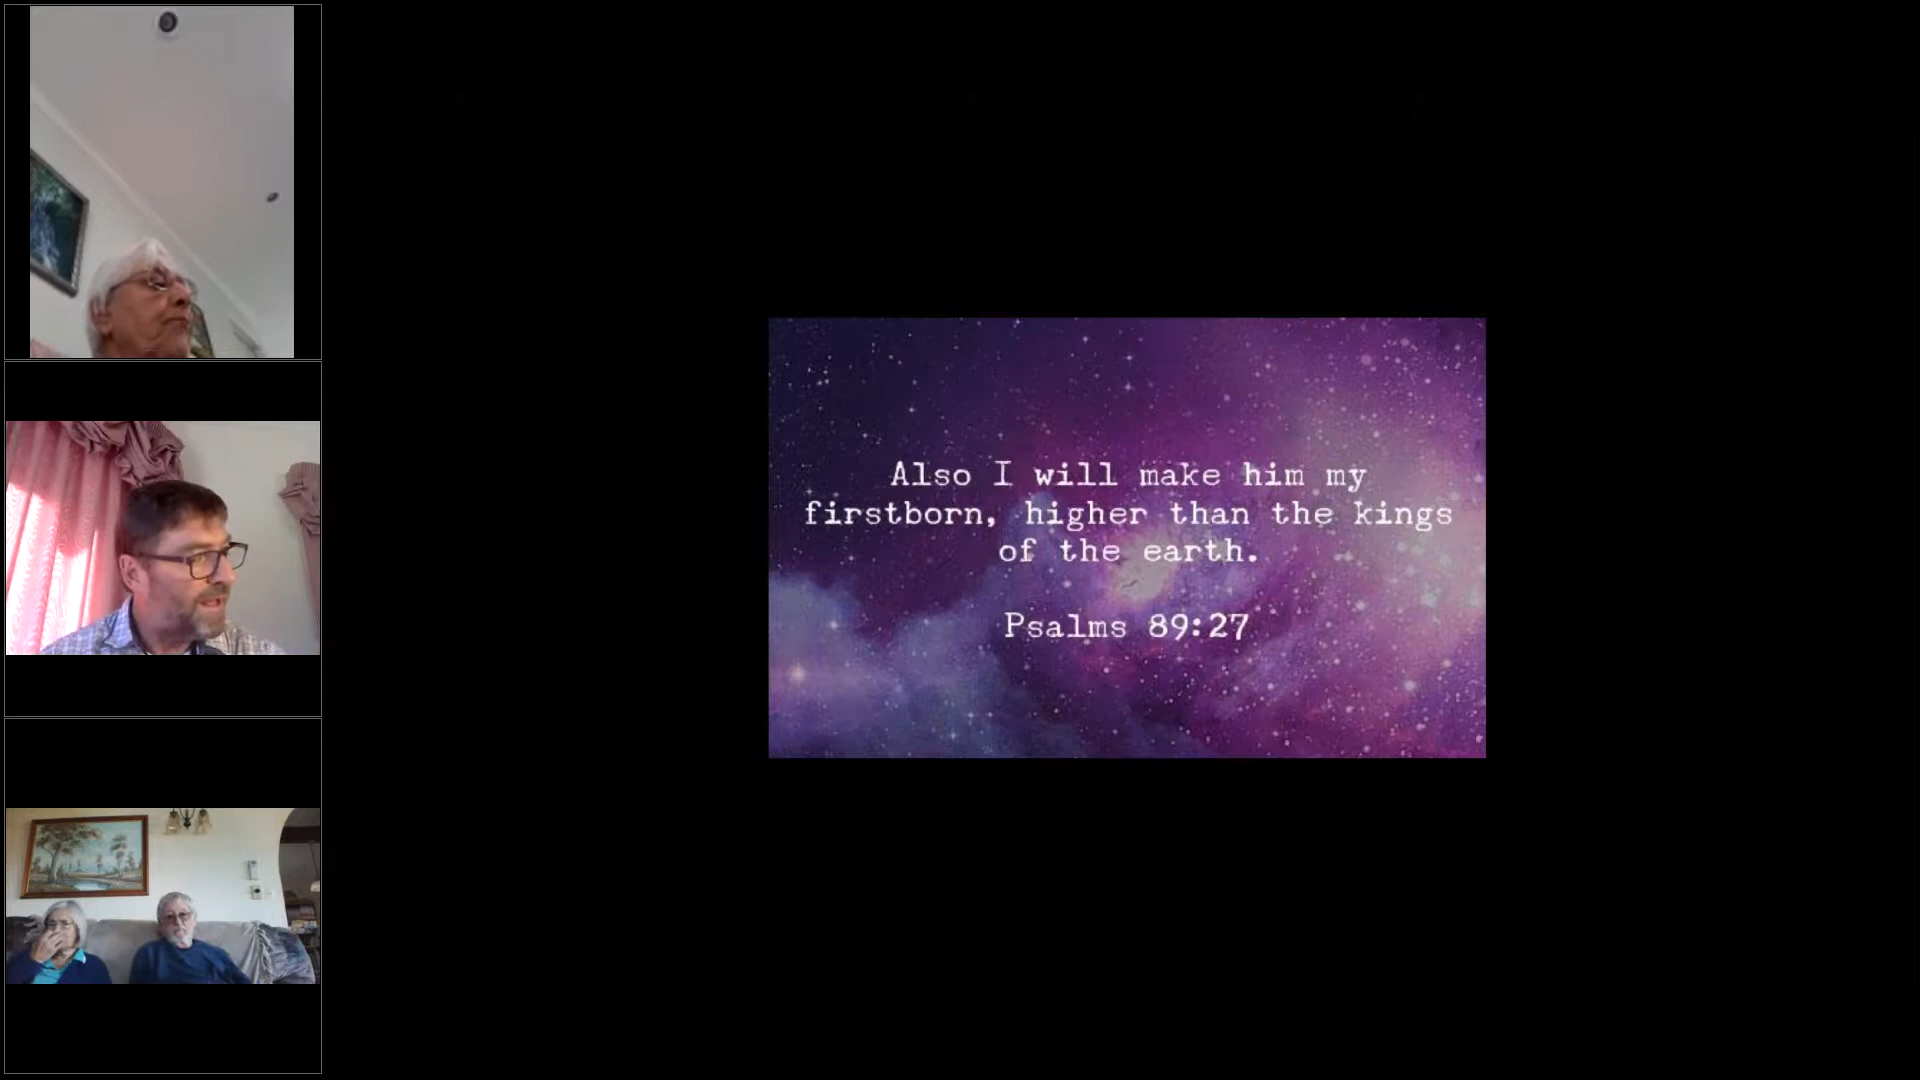 Also I will make him my
firstborn, higher than the kings
of the earth.
Psalms 89:27